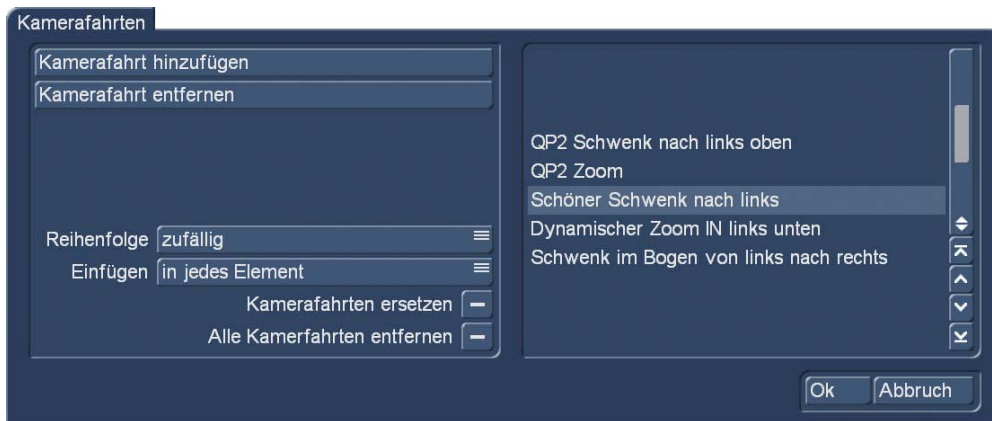 Kamerafahrten
Kamerafahrt hinzufügen
Kamerafahrt entfernen
Reihenfolge zufällig
Einfügen in jedes Element
Kamerafahrten ersetzen
Alle Kamerfahrten entfernen
QP2 Schwenk nach links oben
QP2 Zoom
Schöner Schwenk nach links
Dynamischer Zoom IN links unten
Schwenk im Bogen von links nach rechts
Ok Abbruch